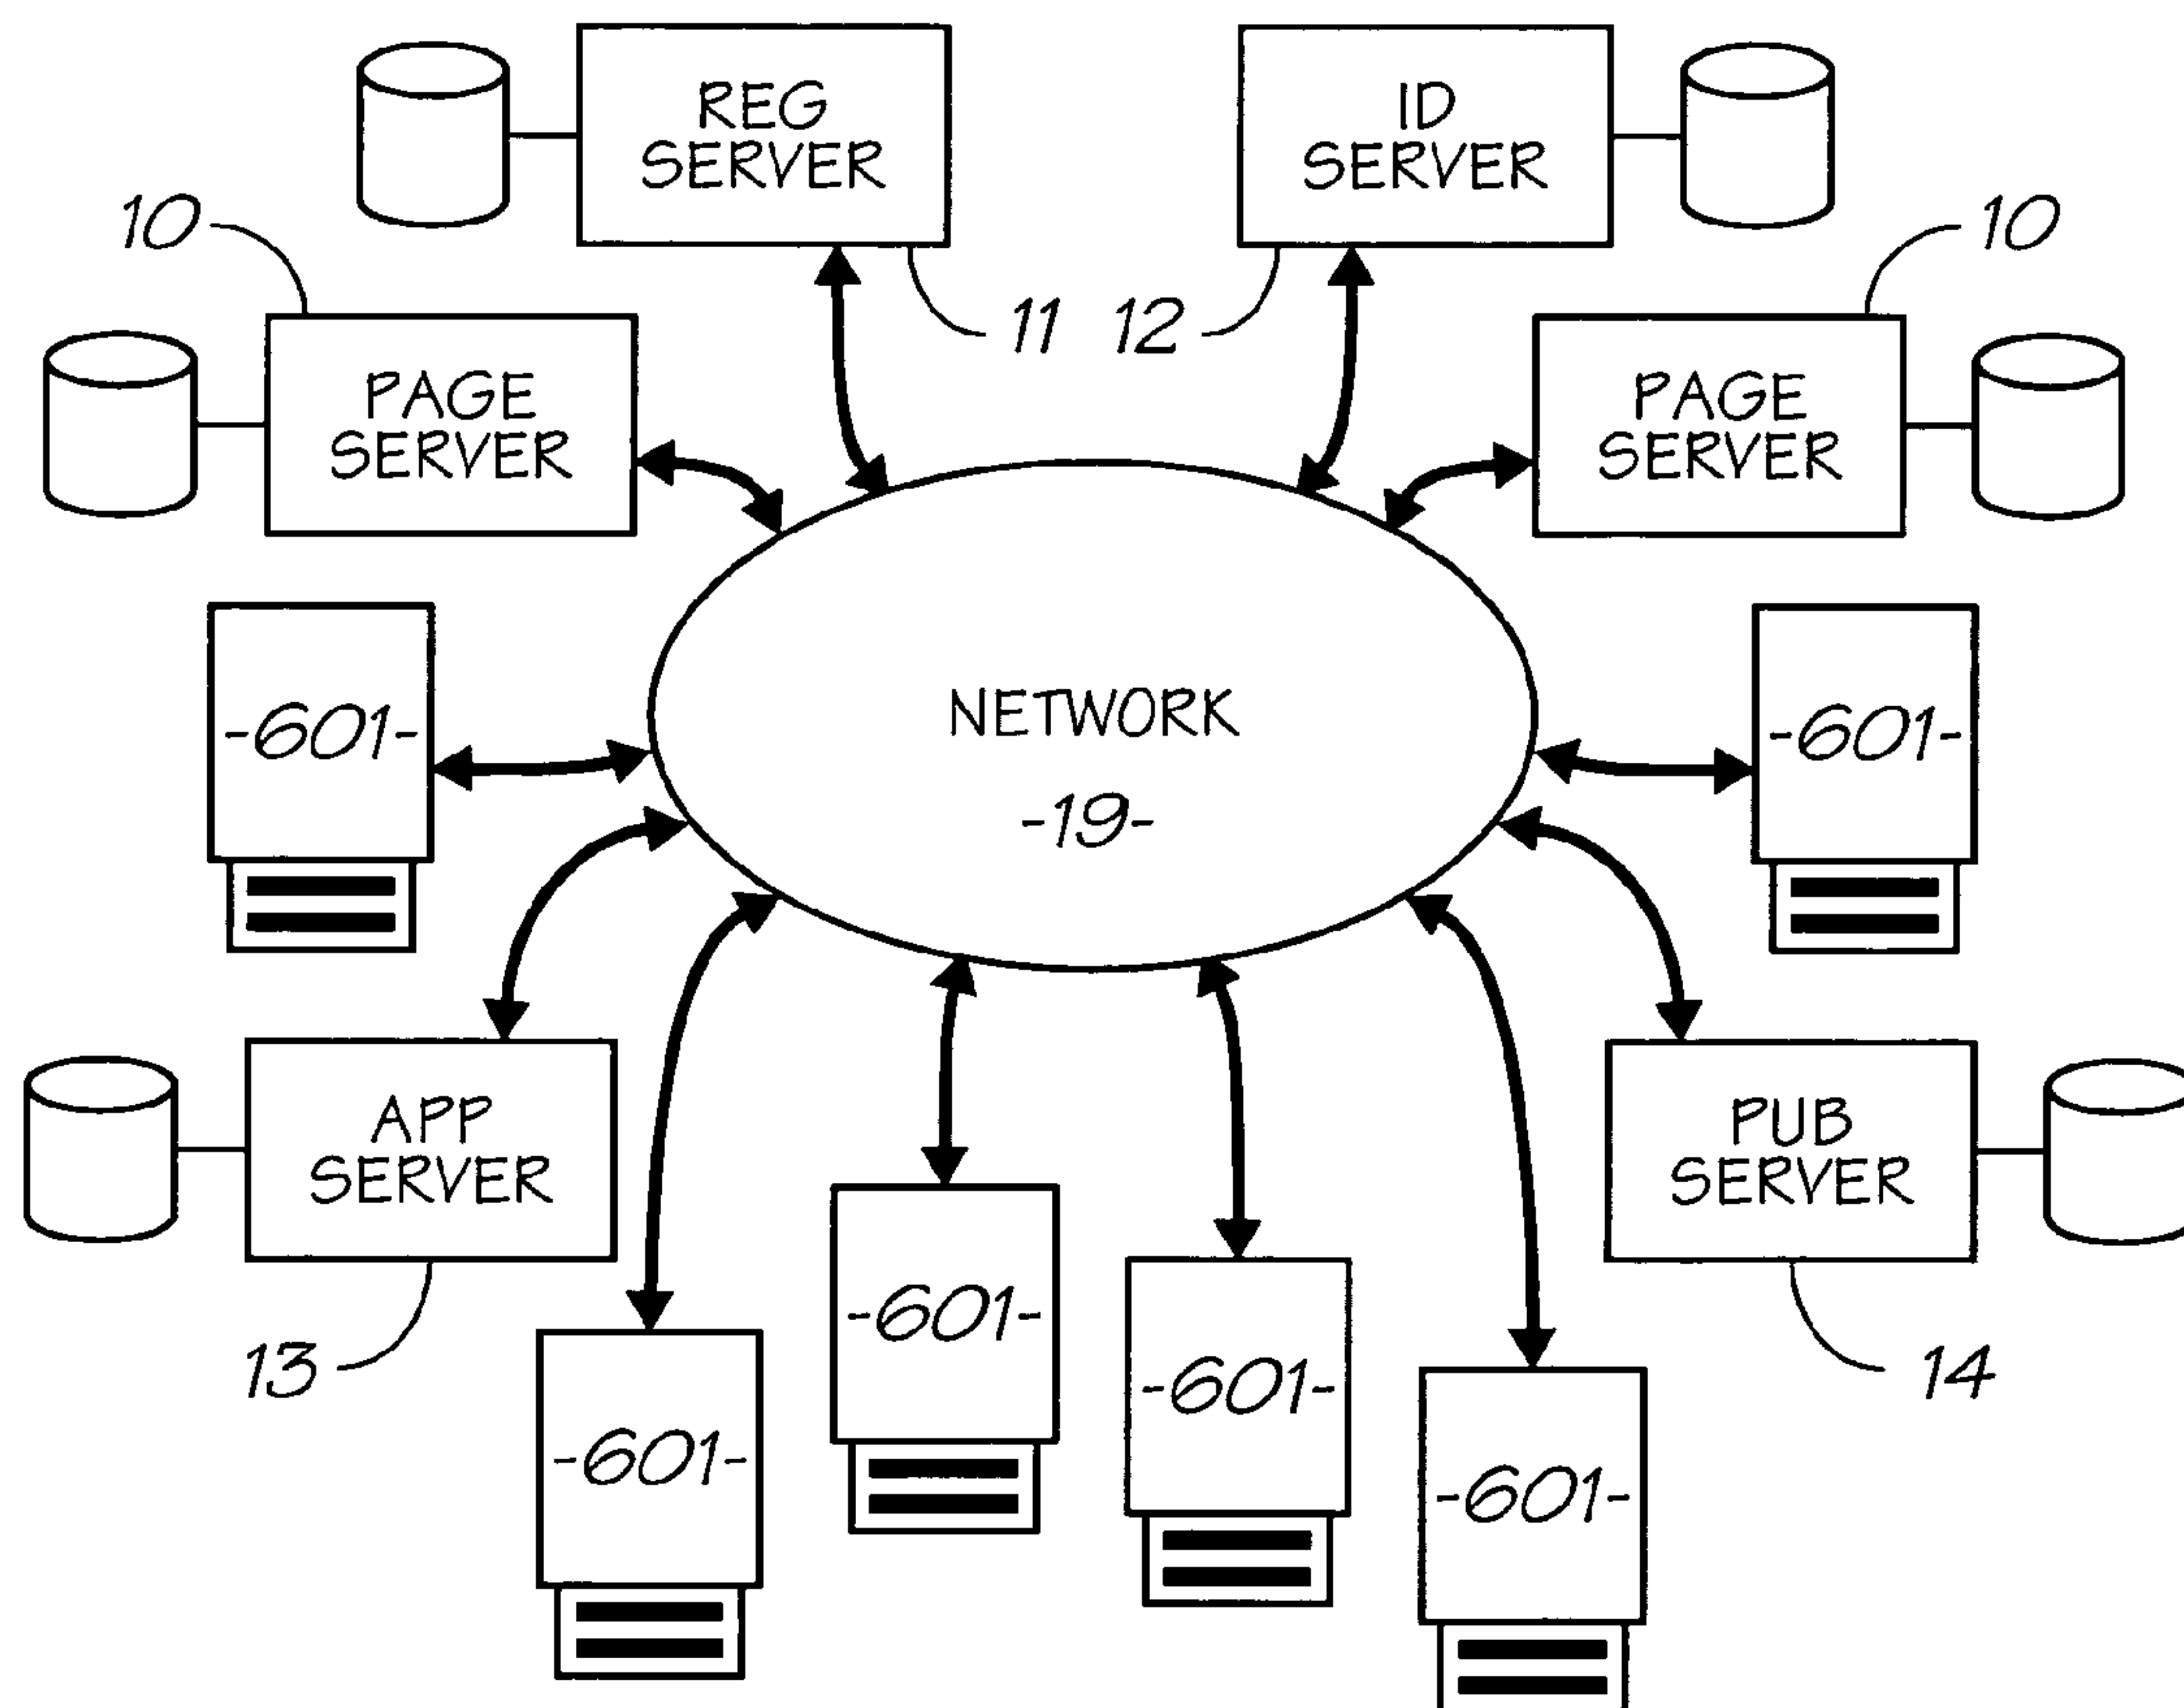 REG
SERVER
ID
SERVER
10
10
11
12
PAGE
SERVER
PAGE
SERVER
-601-
NETWORK
-19-
-601-
APP
SERVER
PUB
SERVER
13
-601-
-601-
-601-
-601-
14